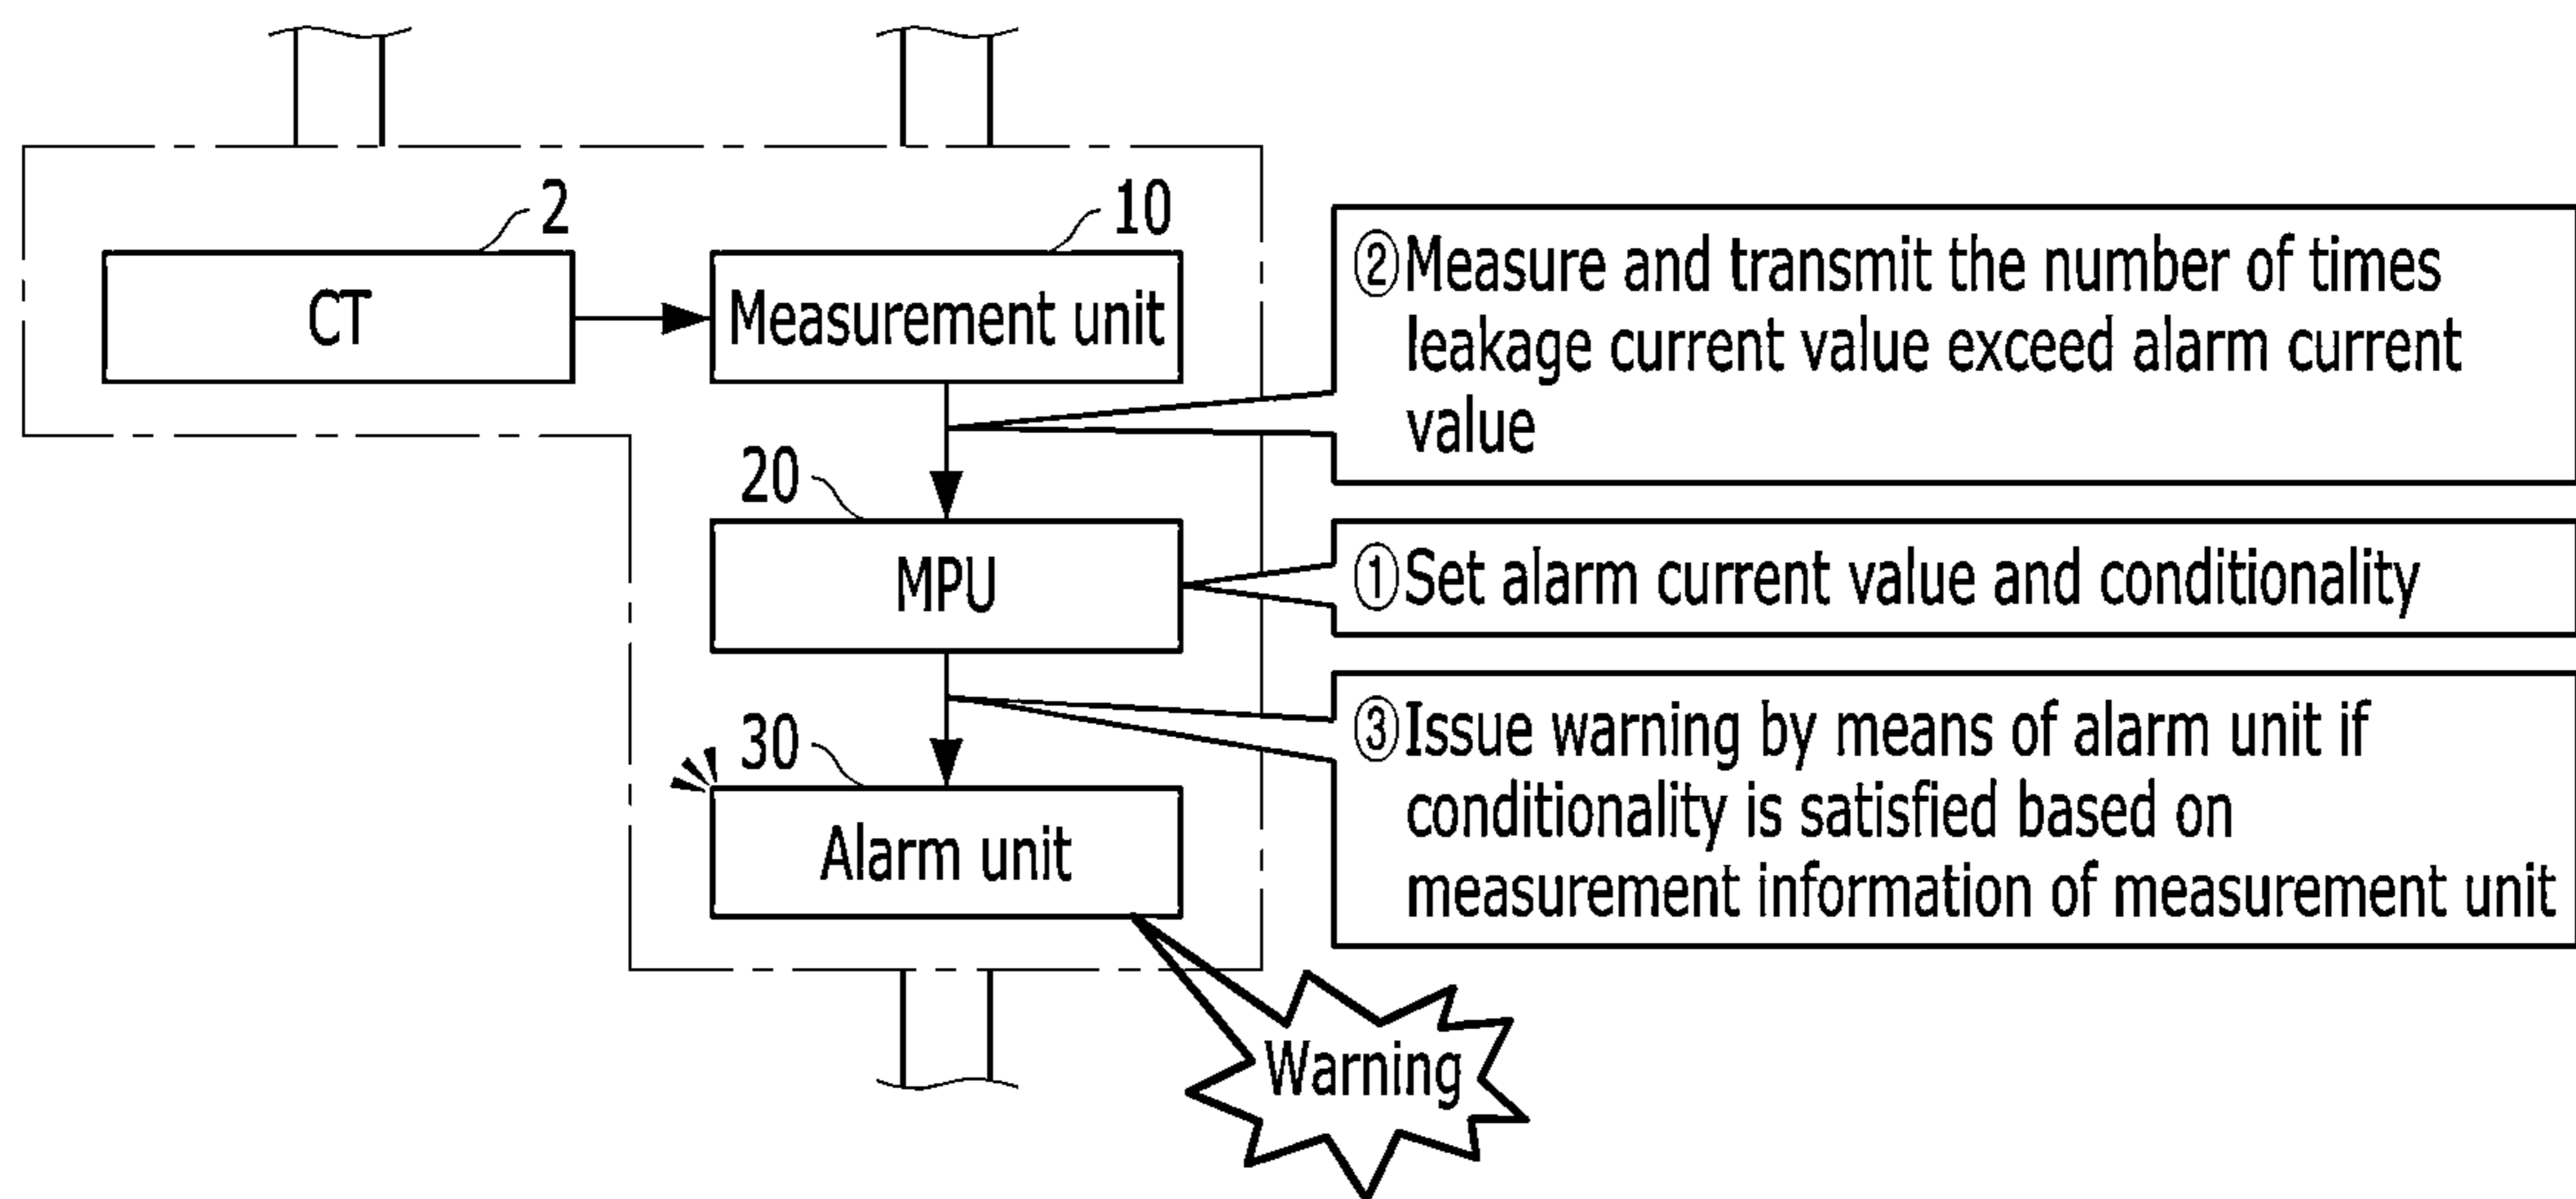 2
10
CT
Measurement unit
②Measure and transmit the number of times
leakage current value exceed alarm current
value
20
MPU
①Set alarm current value and conditionality
30
Alarm unit
③Issue warning by means of alarm unit if
conditionality is satisfied based on
measurement information of measurement unit
Warning